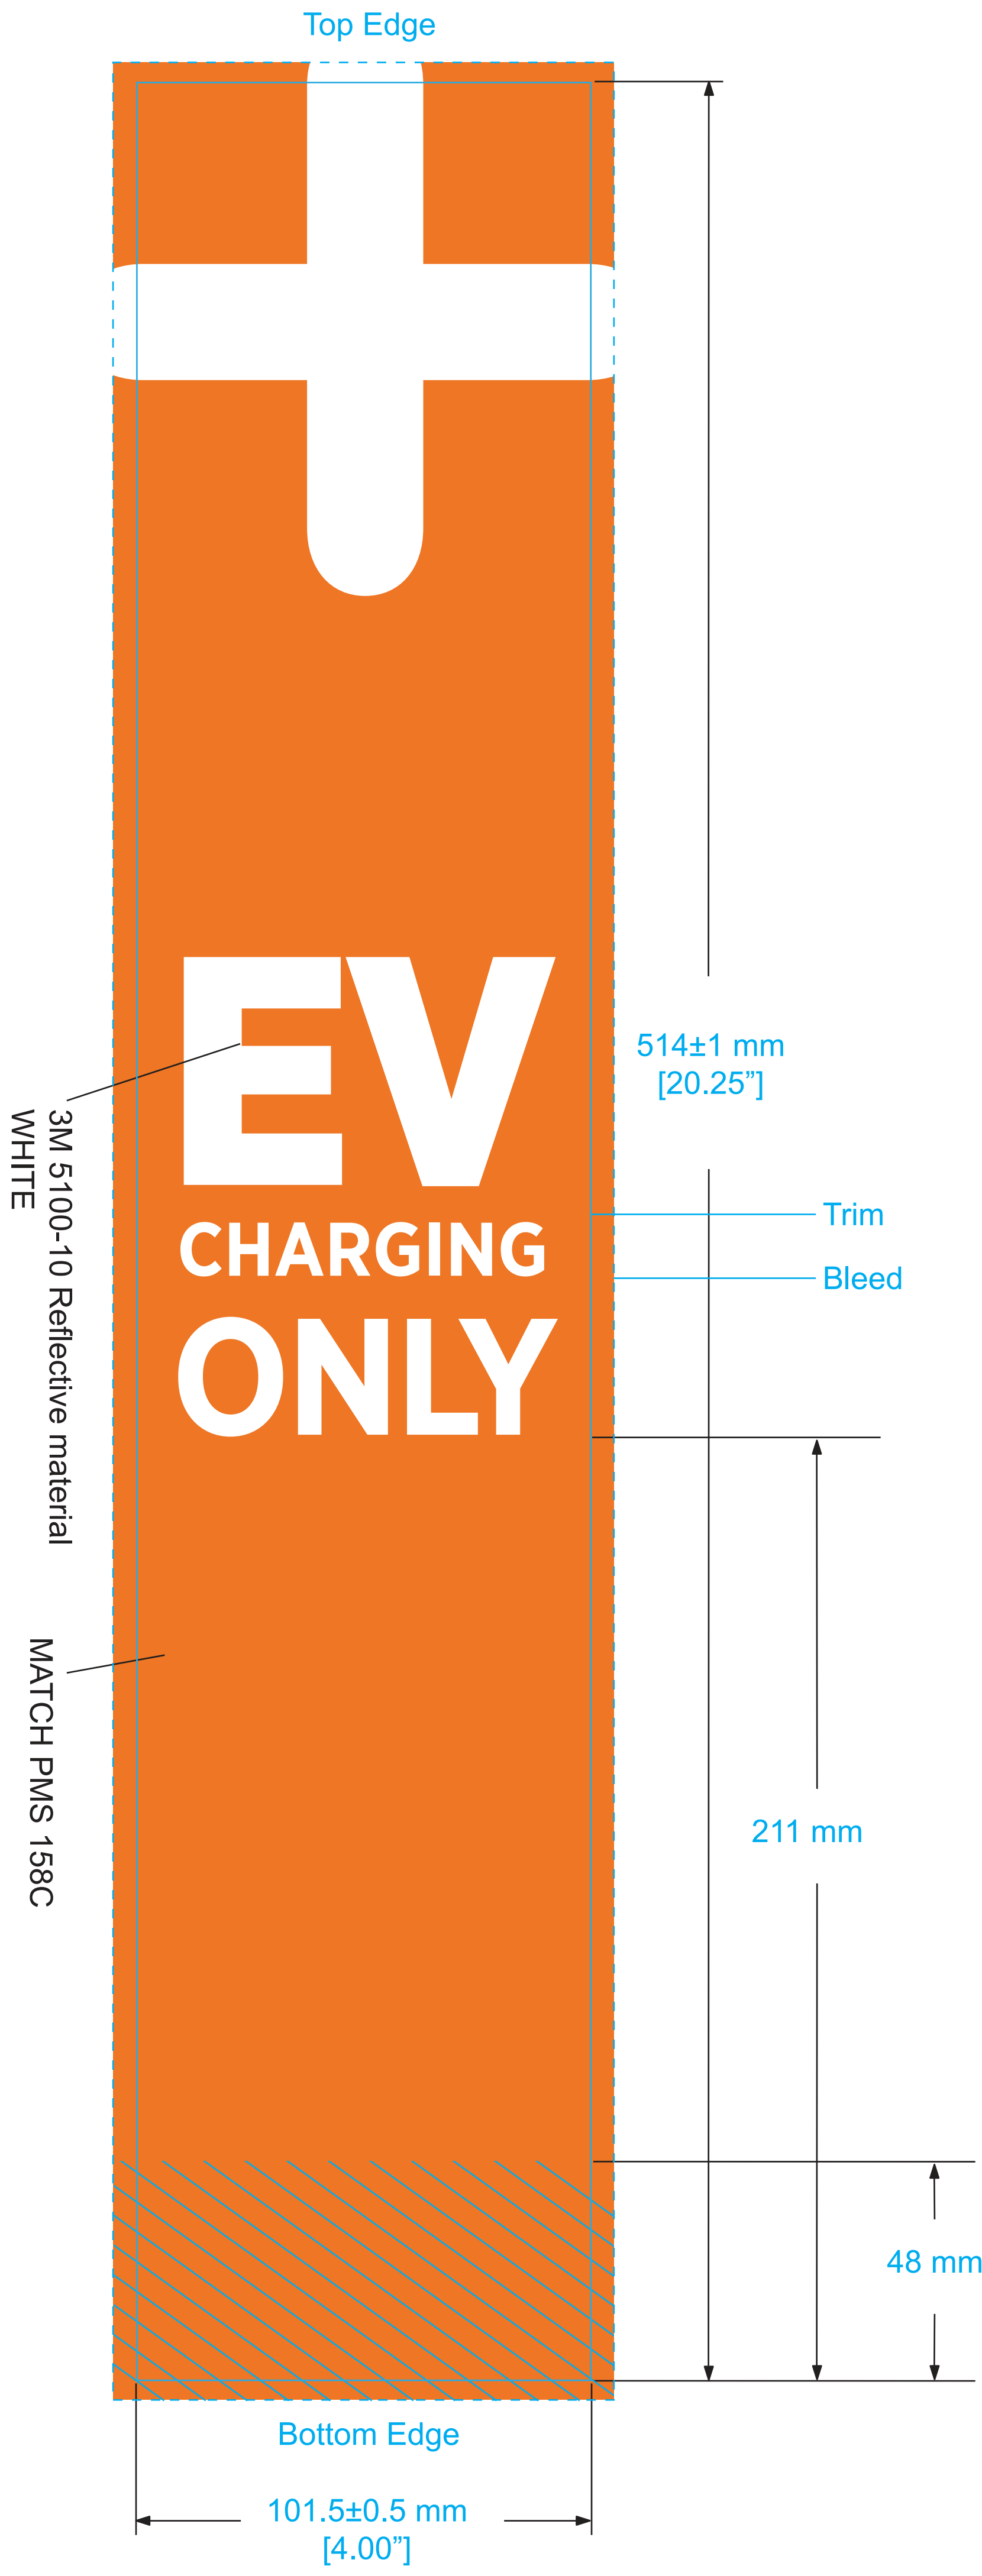 Top Edge
EV
CHARGING
ONLY
3M 5100-10 Reflective material
WHITE
MATCH PMS 158C
514±1 mm
[20.25”]
Trim
Bleed
211 mm
48 mm
Bottom Edge
101.5±0.5 mm
[4.00”]